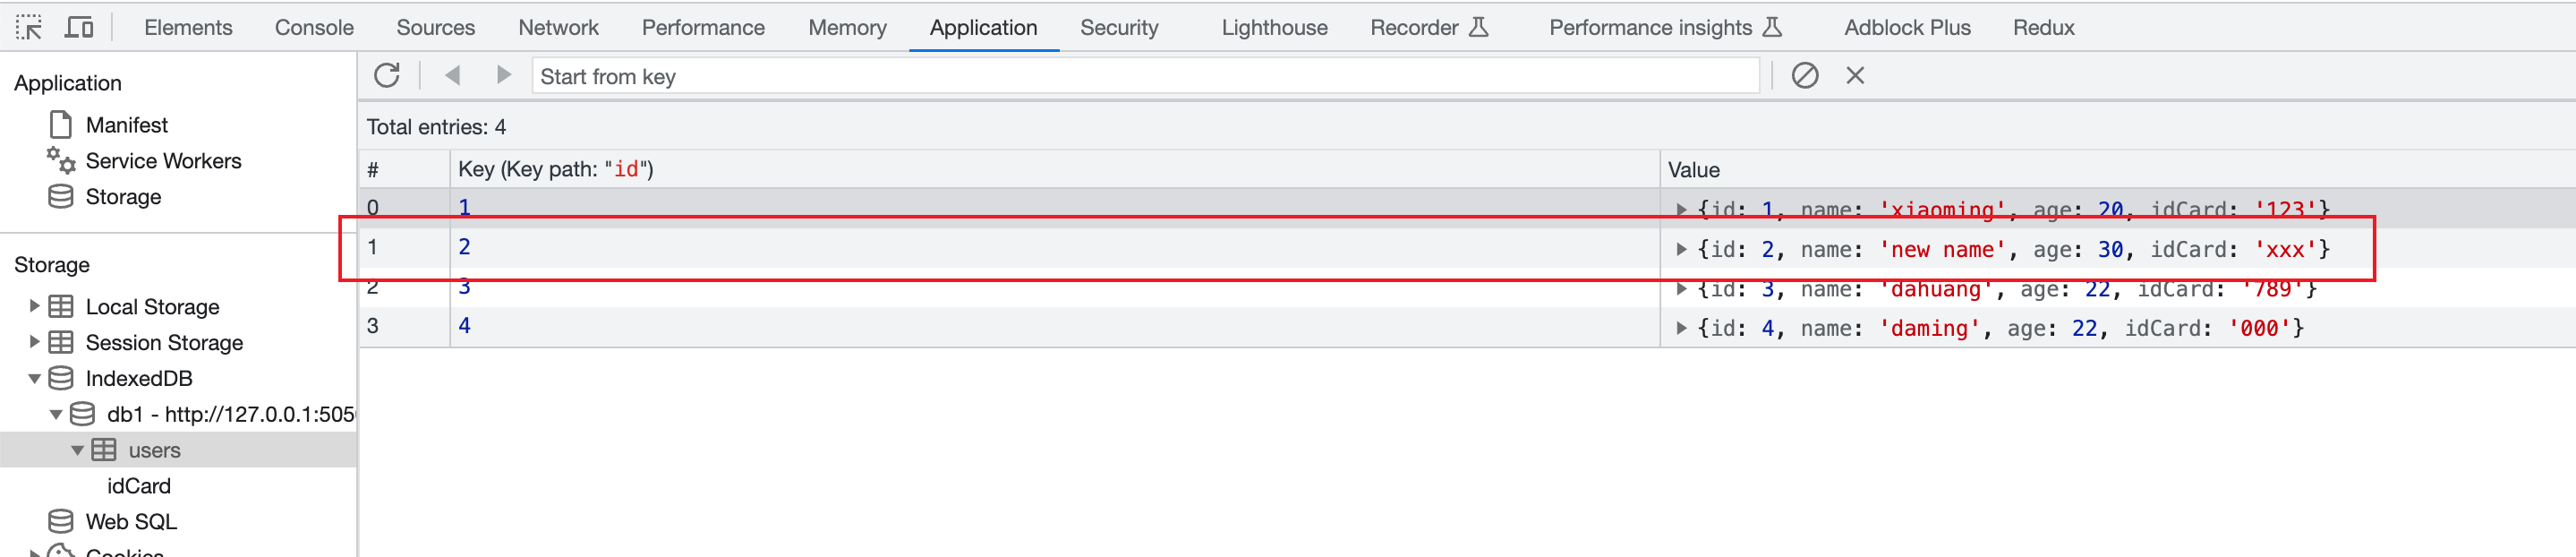 Elements Console Sources Network Performance Memory Application Security Lighthouse Recorder Performance insights Adblock Plus Redux
Application
Manifest
Service Workers
Storage
Storage
Local Storage
Session Storage
IndexedDB
db1 - http://127.0.0.1:505
users
idCard
Web SQL
Cookies
Start from key
Total entries: 4
# Key (Key path: "id") Value
0 1 {id: 1, name: 'xiaoming', age: 20, idCard: '123'}
1 2 {id: 2, name: 'new name', age: 30, idCard: 'xxx'}
2 3 {id: 3, name: 'dahuang', age: 22, idCard: '789'}
3 4 {id: 4, name: 'daming', age: 22, idCard: '000'}